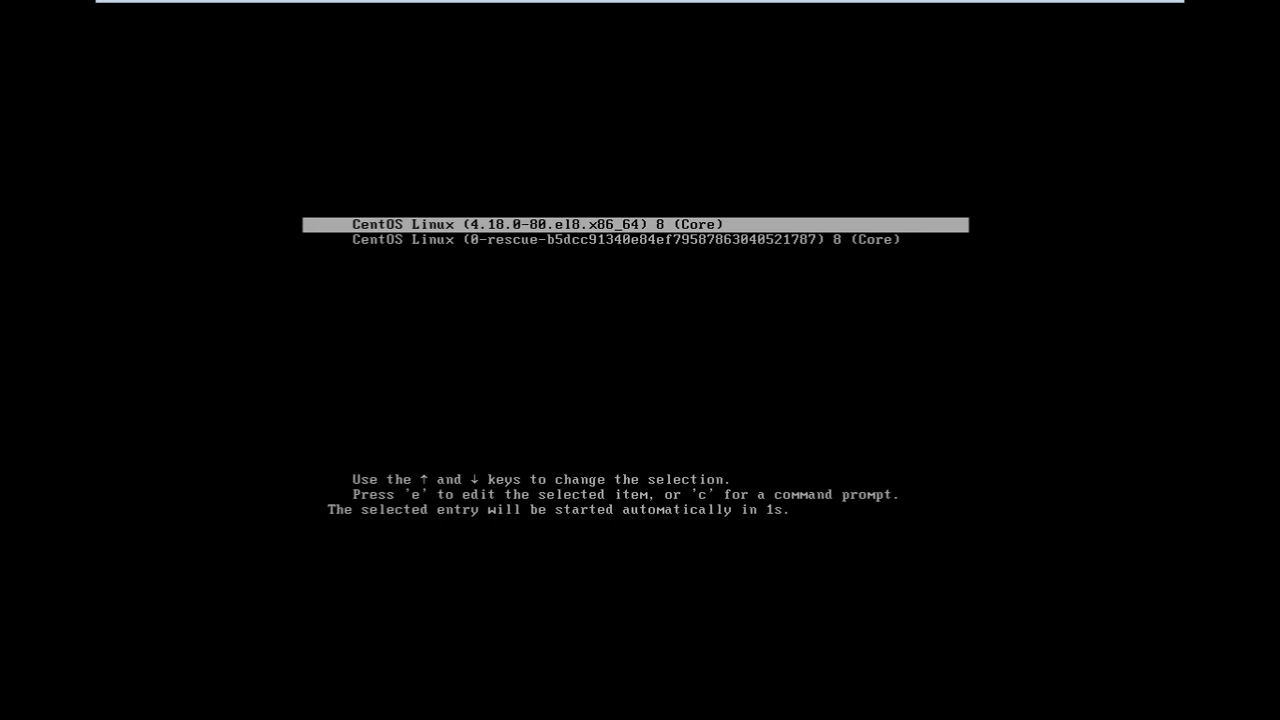 CentOS Linux (4.18.0-80.el8.x86_64) 8 (Core)
CentOS Linux (0-rescue-b5dcc91340e84ef79587863040521787) 8 (Core)
Use the ↑ and ↓ keys to change the selection.
Press 'e' to edit the selected item, or 'c' for a command prompt.
The selected entry will be started automatically in 1s.